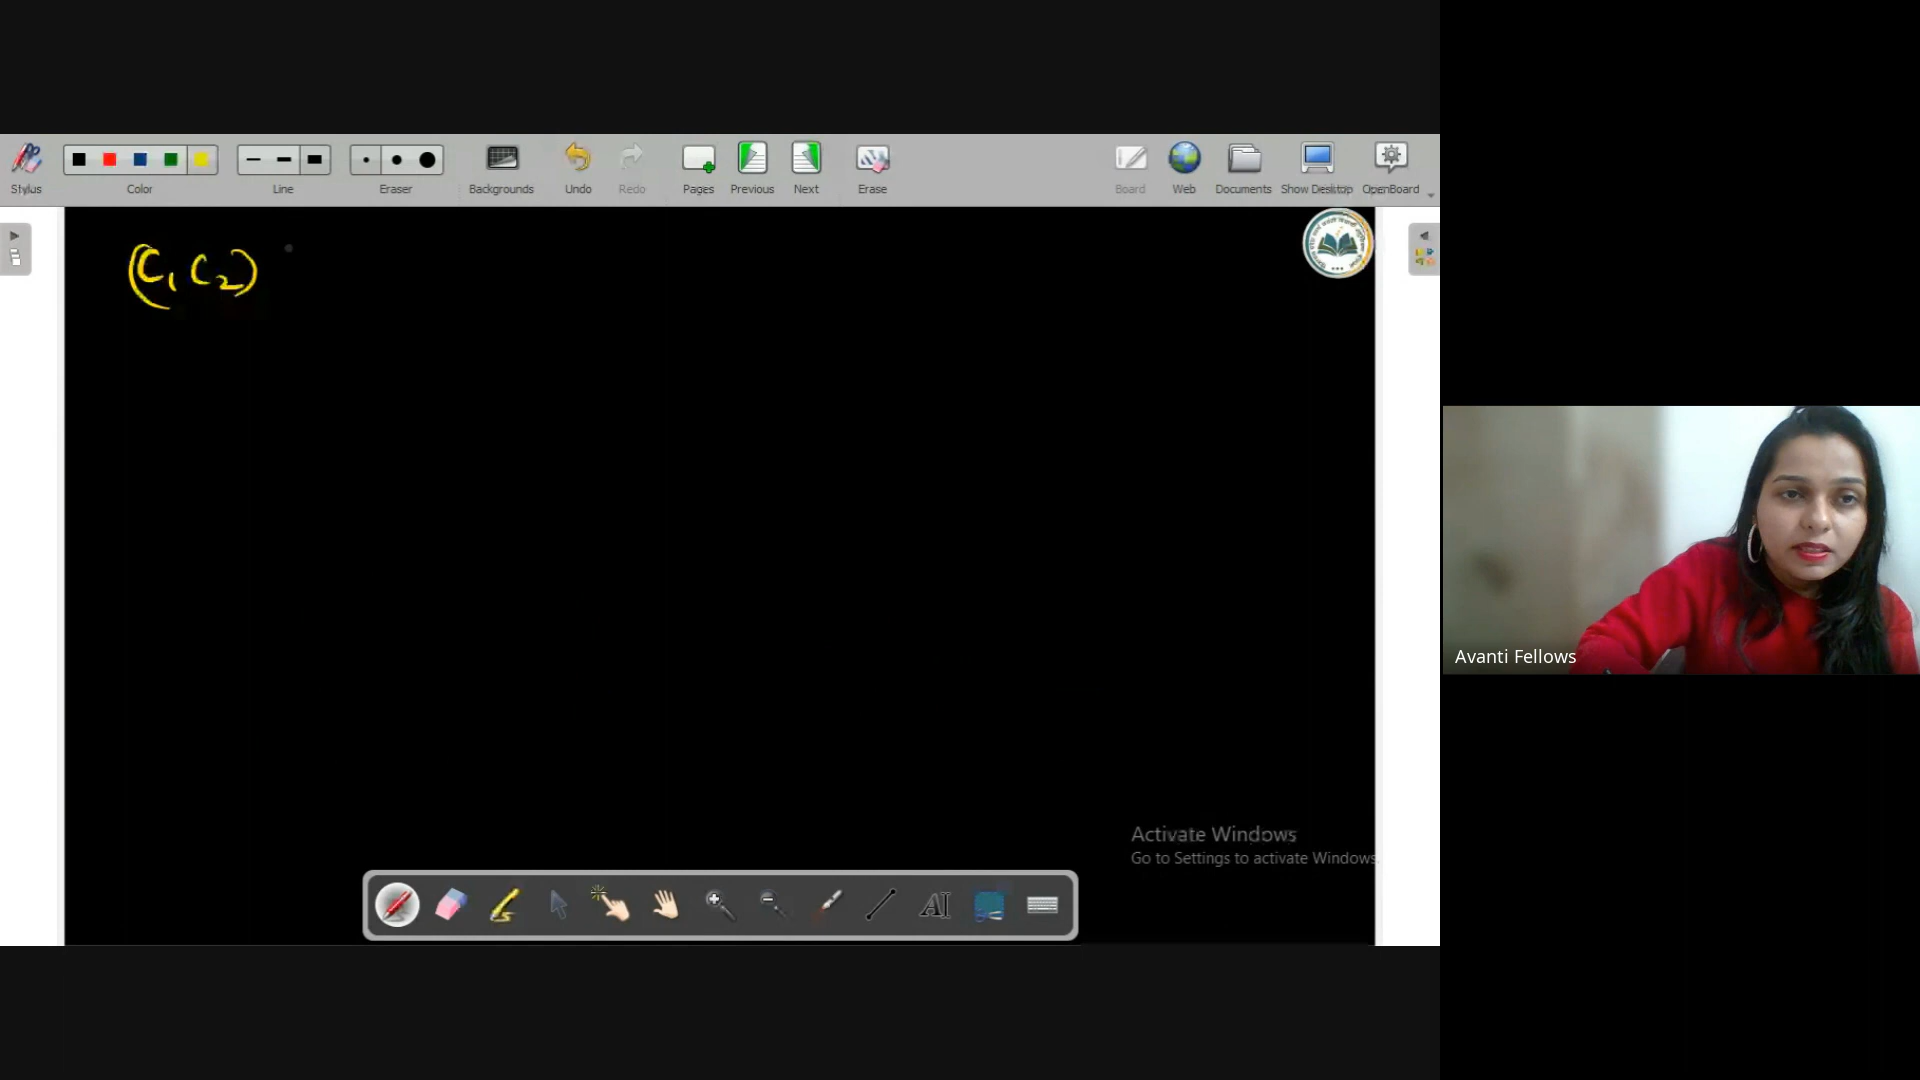 Stylus Color Line Eraser Backgrounds Undo Redo Pages Previous Next Erase Board Web Documents Show Desktop OpenBoard
(C₁ C₂)
Avanti Fellows
Activate Windows
Go to Settings to activate Windows.
AI